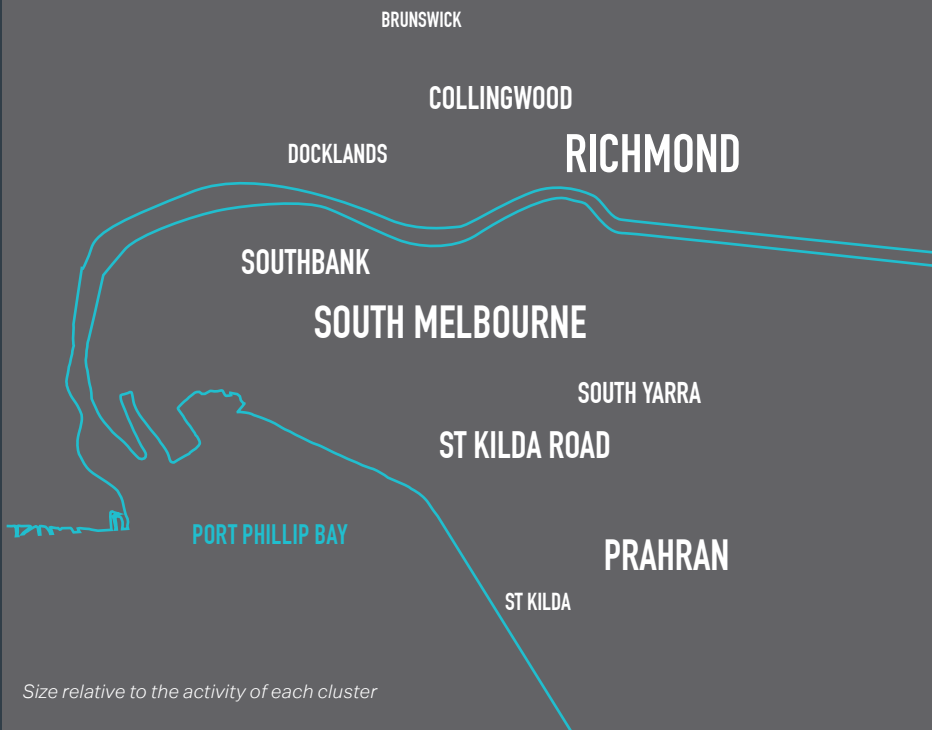 BRUNSWICK
COLLINGWOOD
RICHMOND
DOCKLANDS
SOUTHBANK
SOUTH MELBOURNE
SOUTH YARRA
ST KILDA ROAD
PORT PHILLIP BAY
PRAHRAN
ST KILDA
Size relative to the activity of each cluster